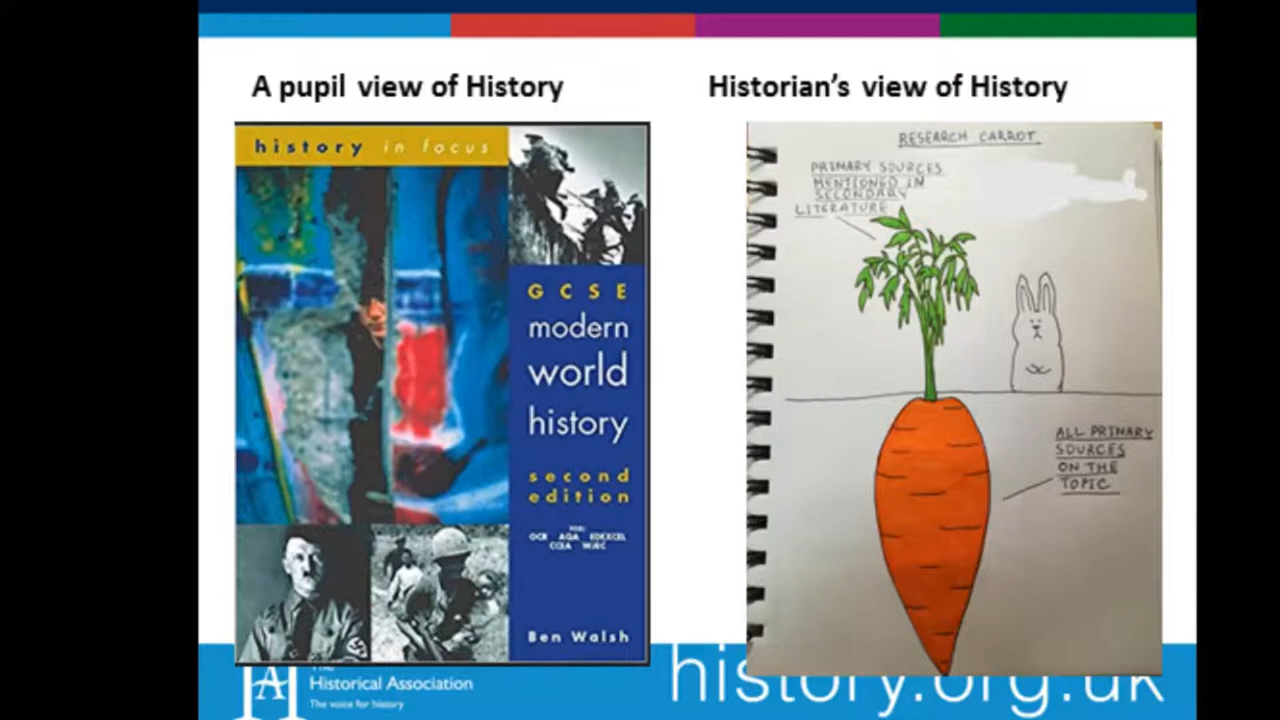 A pupil view of History
Historian's view of History
history in focus
GCSE
modern
world
history
second
edition
FOR:
OCR AQA EDEXCEL
CCEA WJEC
Ben Walsh
RESEARCH CARROT
PRIMARY SOURCES
MENTIONED IN
SECONDARY
LITERATURE
ALL PRIMARY
SOURCES
ON THE
TOPIC
HA
The
Historical Association
The voice for history
history.org.uk